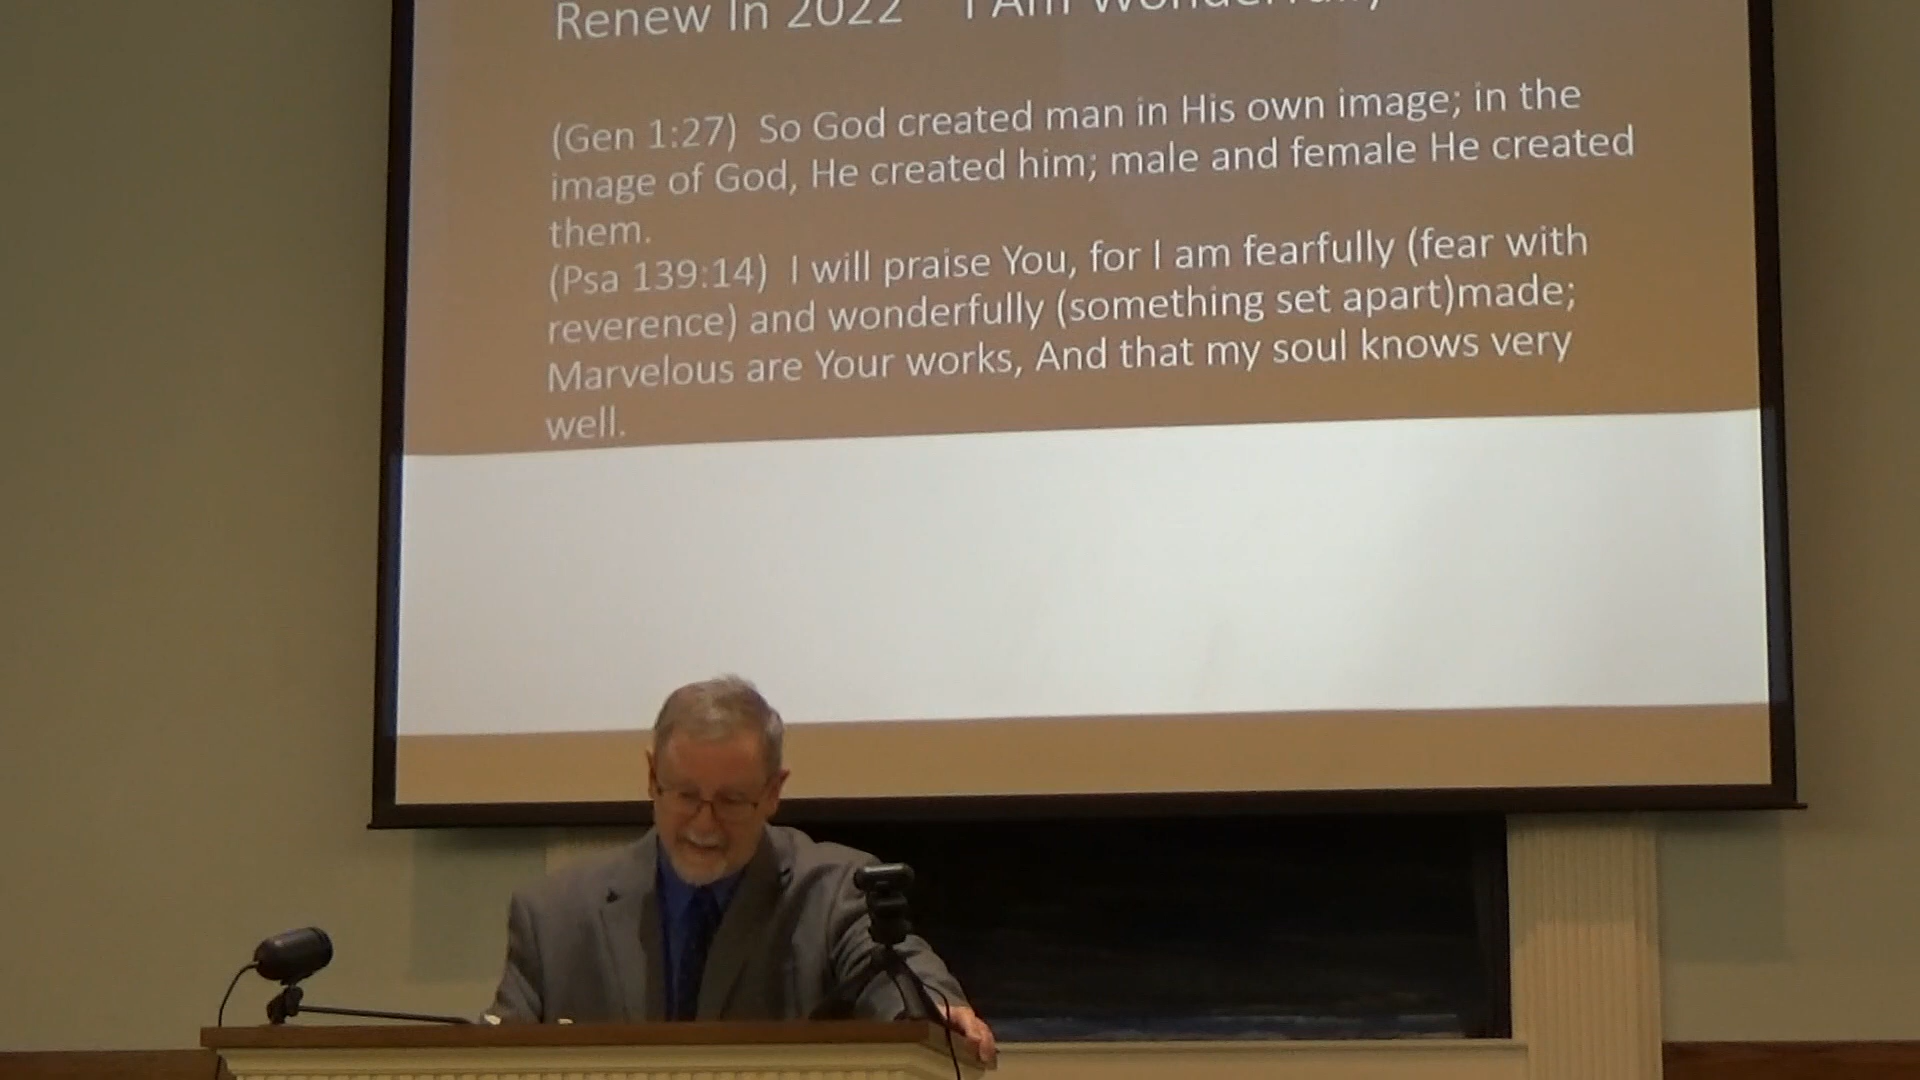 Renew In 2022 I Am Wonderfully
(Gen 1:27) So God created man in His own image; in the
image of God, He created him; male and female He created
them.
(Psa 139:14) I will praise You, for I am fearfully (fear with
reverence) and wonderfully (something set apart)made;
Marvelous are Your works, And that my soul knows very
well.